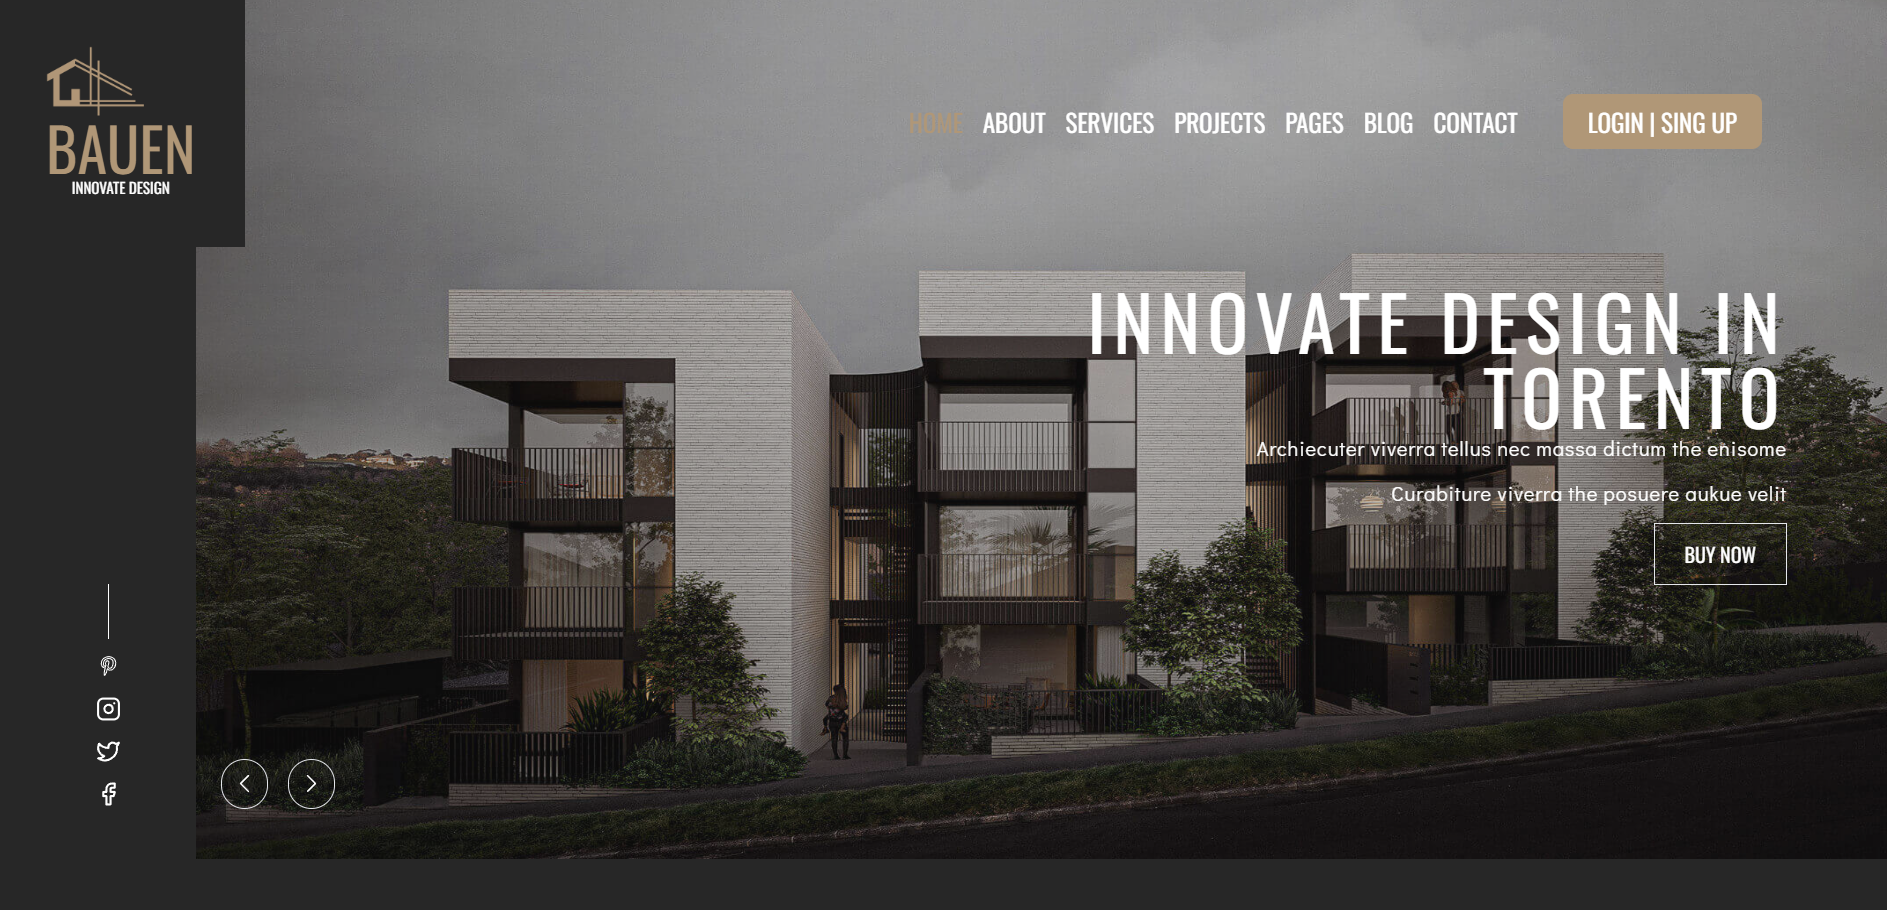 BAUEN
INNOVATE DESIGN
HOME ABOUT SERVICES PROJECTS PAGES BLOG CONTACT LOGIN | SING UP
INNOVATE DESIGN IN
TORENTO
Archiecuter viverra tellus nec massa dictum the enisome
Curabiture viverra the posuere aukue velit
BUY NOW